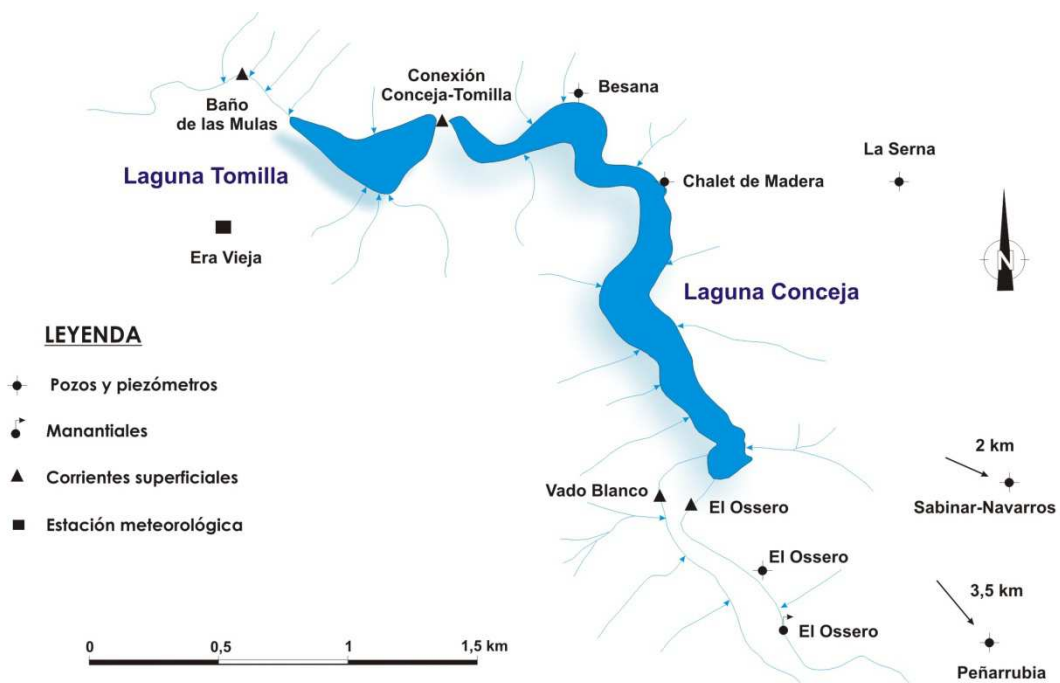 Conexión
Conceja-Tomilla
Besana
Baño
de las Mulas
La Serna
Laguna Tomilla
Chalet de Madera
Era Vieja
N
Laguna Conceja
LEYENDA
Pozos y piezómetros
Manantiales
Corrientes superficiales
Estación meteorológica
2 km
Vado Blanco
El Ossero
Sabinar-Navarros
El Ossero
3,5 km
El Ossero
0
0,5
1
1,5 km
Peñarrubia